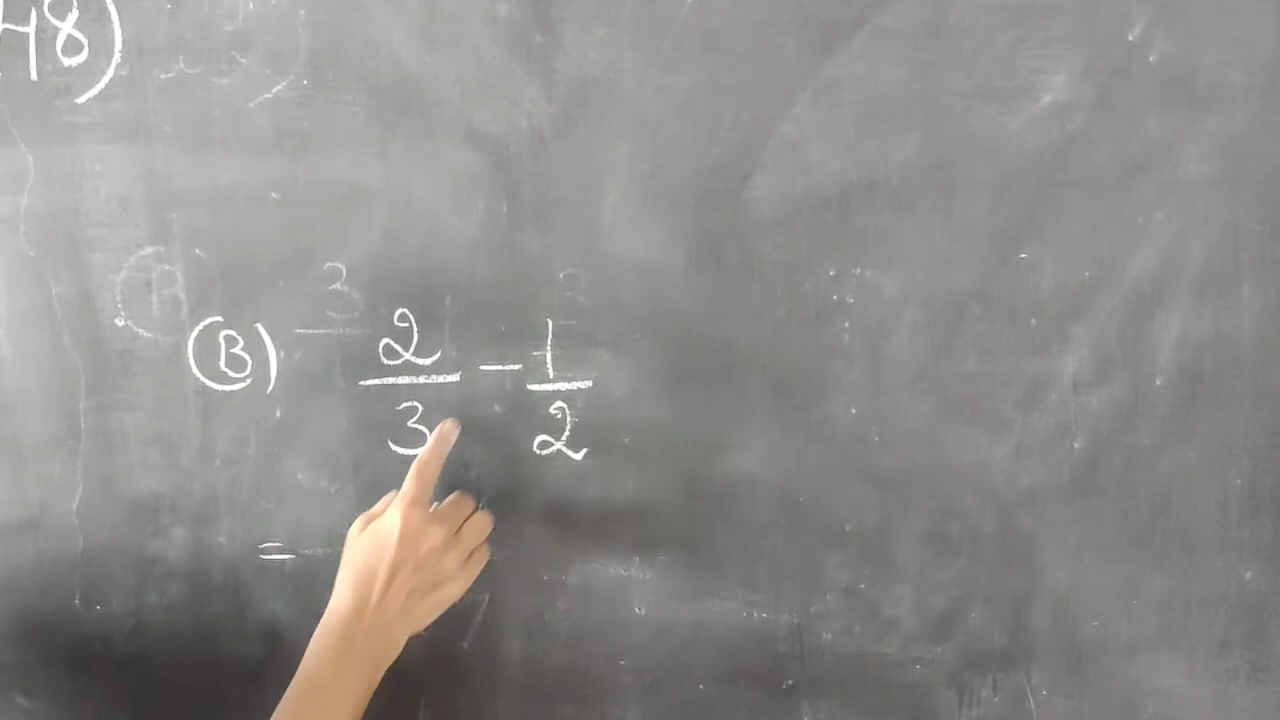 48)
(B) 2/3 - 1/2
=